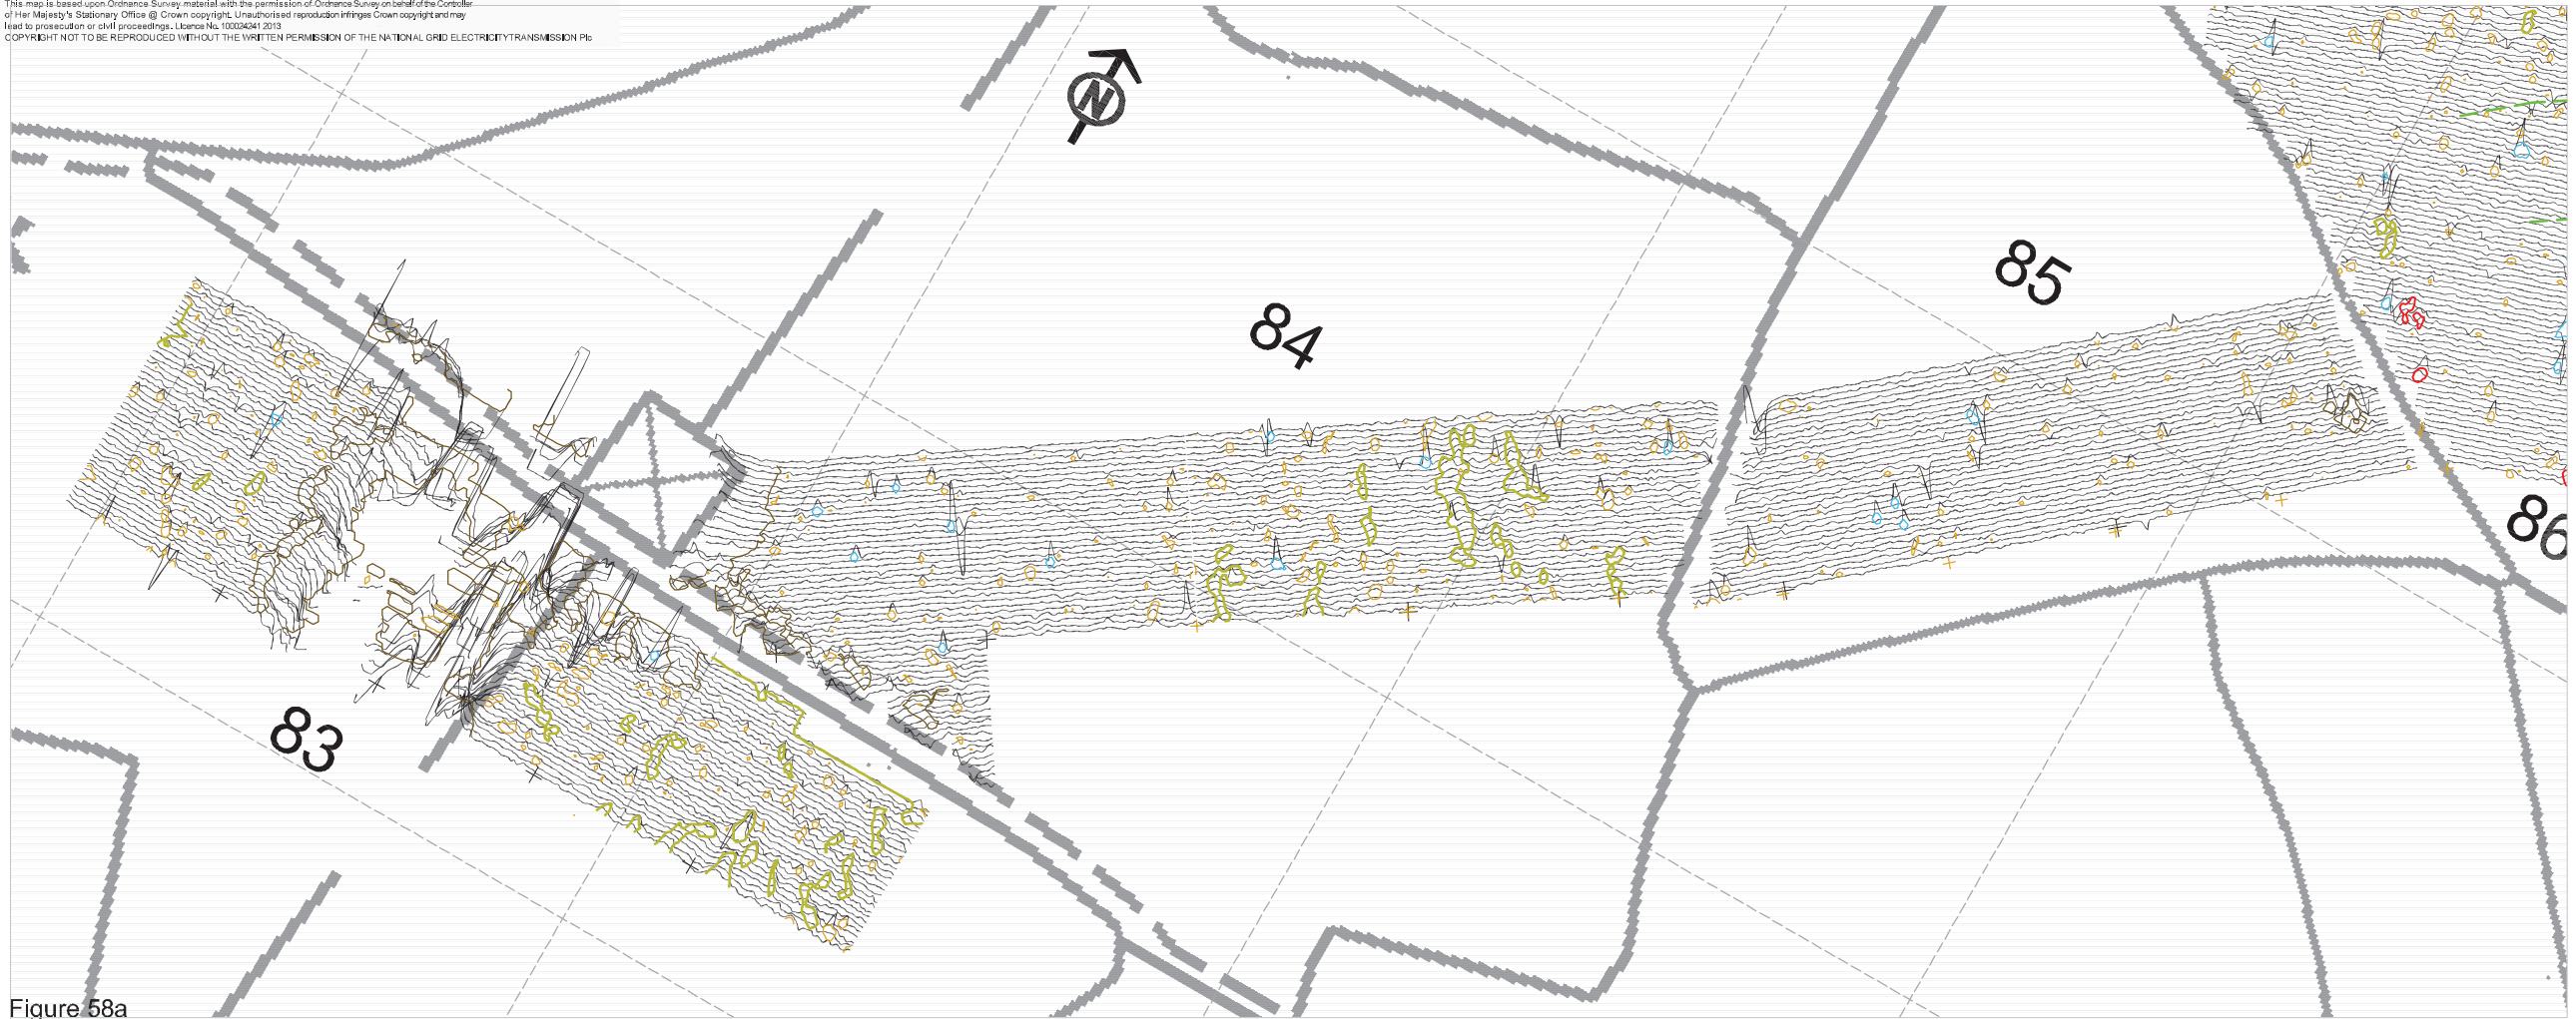 This map is based upon Ordnance Survey material with the permission of Ordnance Survey on behalf of the Controller
of Her Majesty's Stationary Office @ Crown copyright. Unauthorised reproduction infringes Crown copyright and may
lead to prosecution or civil proceedings. Licence No. 100024241 2013
COPYRIGHT NOT TO BE REPRODUCED WITHOUT THE WRITTEN PERMISSION OF THE NATIONAL GRID ELECTRICITYTRANSMISSION Plc
N
85
84
86
83
Figure 58a